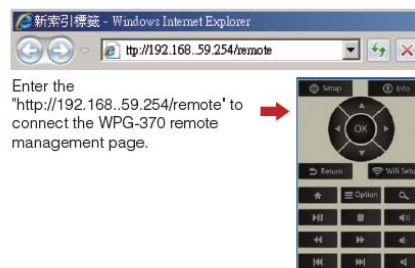 新索引標籤 - Windows Internet Explorer
ttp://192.168..59.254/remote
Enter the
"http://192.168..59.254/remote" to
connect the WPG-370 remote
management page.
Setup
Info
OK
Return
Wifi Setu
Option